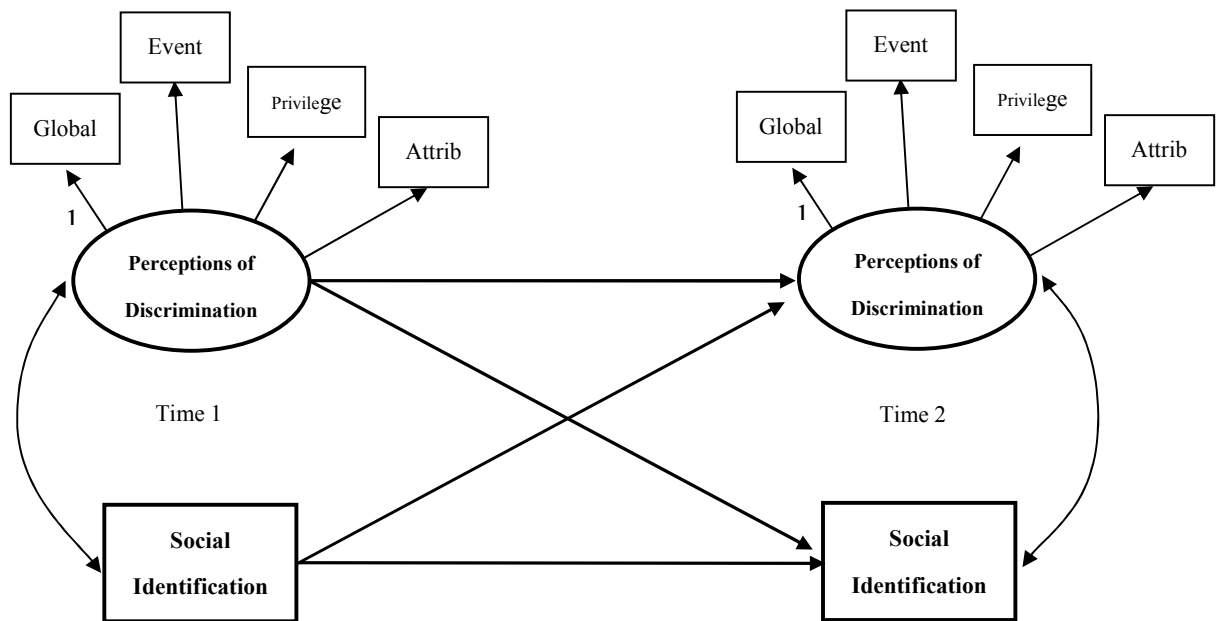 Event
Privilege
Global
Attrib
1
Perceptions of
Discrimination
Event
Privilege
Global
Attrib
1
Perceptions of
Discrimination
Time 1
Time 2
Social
Identification
Social
Identification